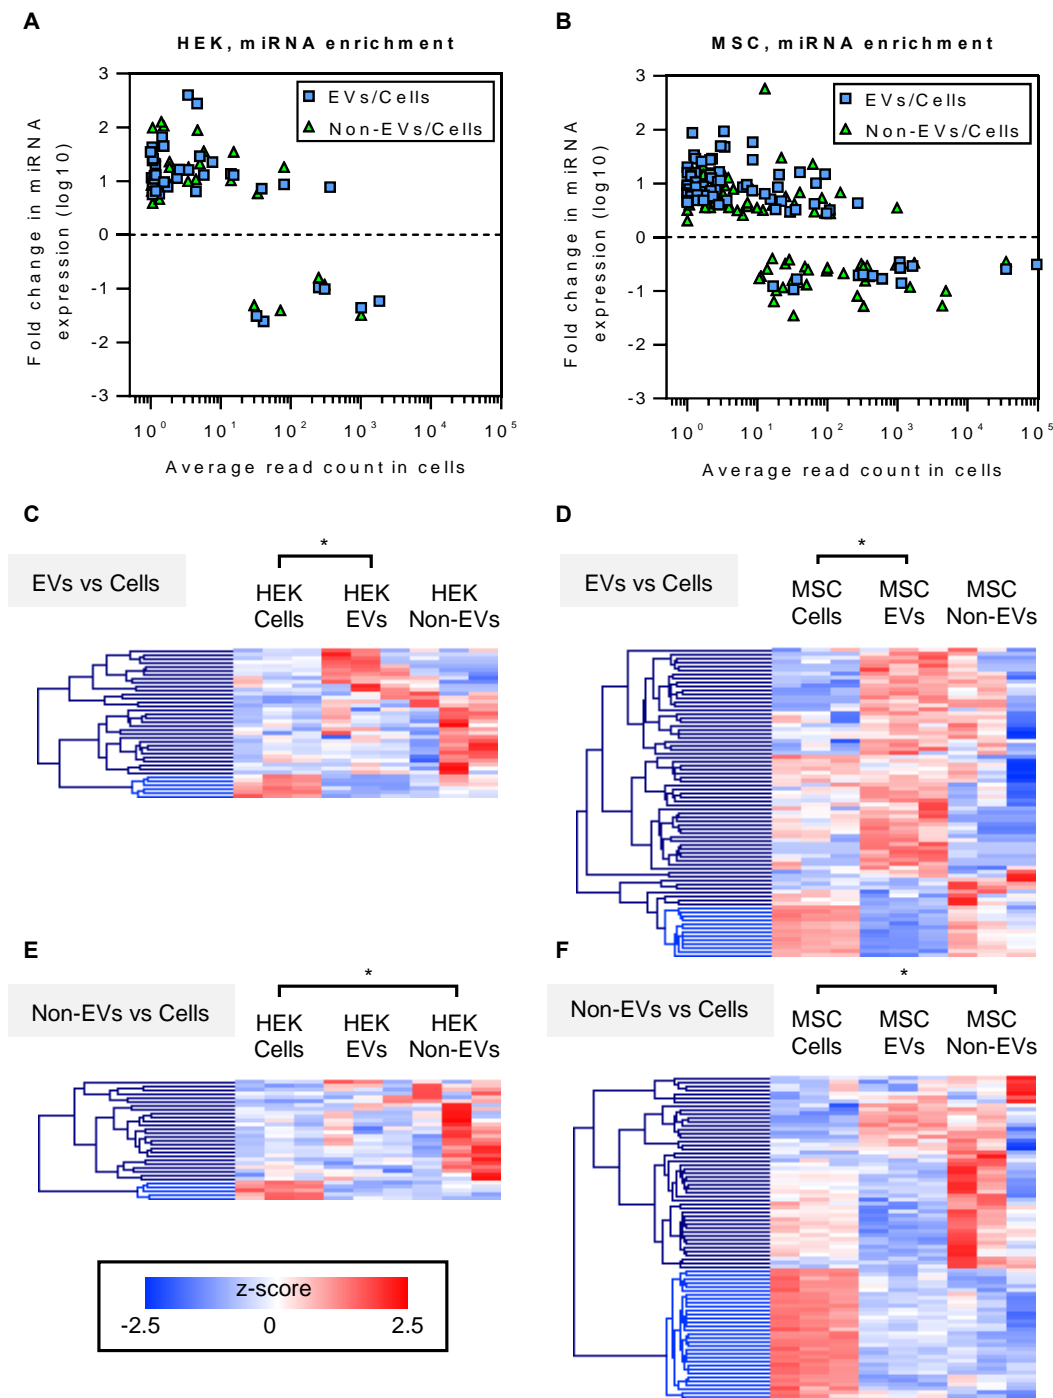 A
HEK, miRNA enrichment
Fold change in miRNA
expression (log10)
3
2
1
0
-1
-2
-3
EVs/Cells
Non-EVs/Cells
10⁰ 10¹ 10² 10³ 10⁴ 10⁵
Average read count in cells
B
MSC, miRNA enrichment
Fold change in miRNA
expression (log10)
3
2
1
0
-1
-2
-3
EVs/Cells
Non-EVs/Cells
10⁰ 10¹ 10² 10³ 10⁴ 10⁵
Average read count in cells
C
EVs vs Cells
*
HEK HEK HEK
Cells EVs Non-EVs
D
EVs vs Cells
*
MSC MSC MSC
Cells EVs Non-EVs
E
Non-EVs vs Cells
*
HEK HEK HEK
Cells EVs Non-EVs
z-score
-2.5 0 2.5
F
Non-EVs vs Cells
*
MSC MSC MSC
Cells EVs Non-EVs